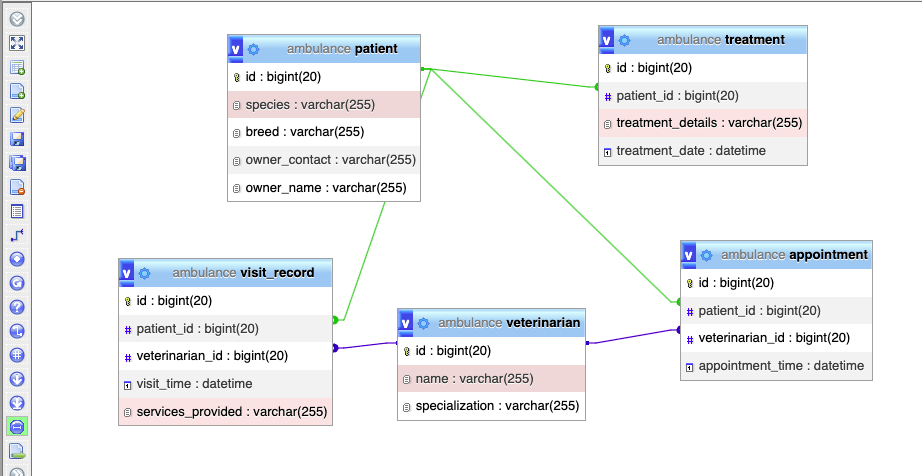 v ambulance patient
id : bigint(20)
species : varchar(255)
breed : varchar(255)
owner_contact : varchar(255)
owner_name : varchar(255)
v ambulance treatment
id : bigint(20)
# patient_id : bigint(20)
treatment_details : varchar(255)
treatment_date : datetime
v ambulance visit_record
id : bigint(20)
# patient_id : bigint(20)
# veterinarian_id : bigint(20)
visit_time : datetime
services_provided : varchar(255)
v ambulance veterinarian
id : bigint(20)
name : varchar(255)
specialization : varchar(255)
v ambulance appointment
id : bigint(20)
# patient_id : bigint(20)
# veterinarian_id : bigint(20)
appointment_time : datetime